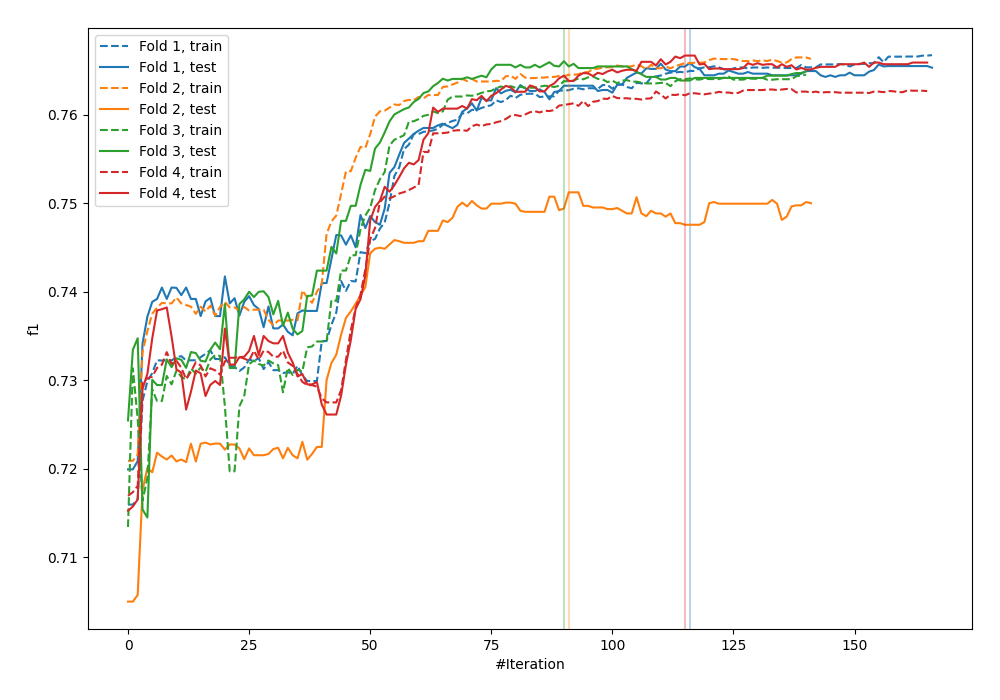 Fold 1, train
Fold 1, test
Fold 2, train
Fold 2, test
Fold 3, train
Fold 3, test
Fold 4, train
Fold 4, test
0.76
0.75
0.74
0.73
0.72
0.71
f1
0 25 50 75 100 125 150
#Iteration